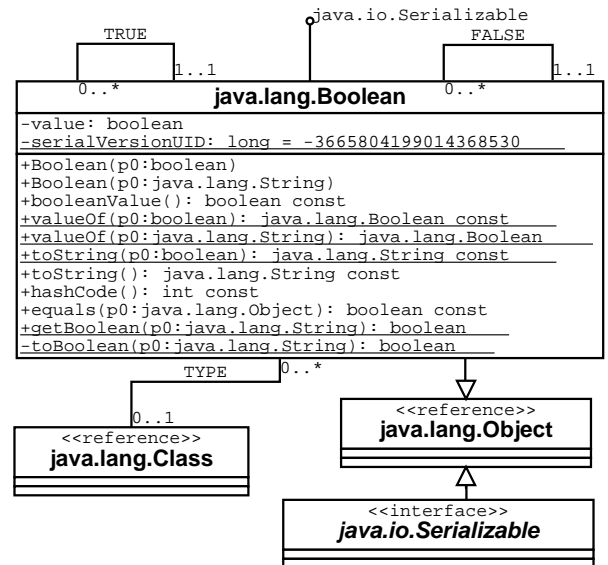 java.io.Serializable
TRUE
FALSE
0..*
1..1
0..*
1..1
java.lang.Boolean
-value: boolean
-serialVersionUID: long = -3665804199014368530
+Boolean(p0:boolean)
+Boolean(p0:java.lang.String)
+booleanValue(): boolean const
+valueOf(p0:boolean): java.lang.Boolean const
+valueOf(p0:java.lang.String): java.lang.Boolean
+toString(p0:boolean): java.lang.String const
+toString(): java.lang.String const
+hashCode(): int const
+equals(p0:java.lang.Object): boolean const
+getBoolean(p0:java.lang.String): boolean
-toBoolean(p0:java.lang.String): boolean
TYPE
0..*
0..1
<<reference>>
java.lang.Class
<<reference>>
java.lang.Object
<<interface>>
java.io.Serializable